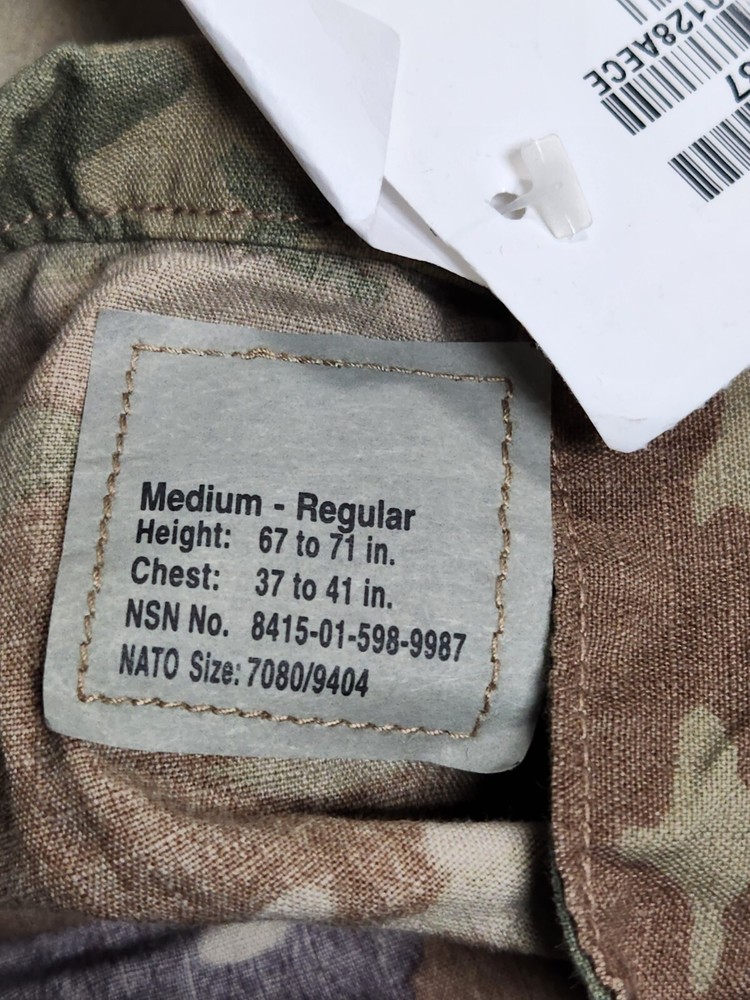 0128AECE
Medium - Regular
Height: 67 to 71 in.
Chest: 37 to 41 in.
NSN No. 8415-01-598-9987
NATO Size: 7080/9404